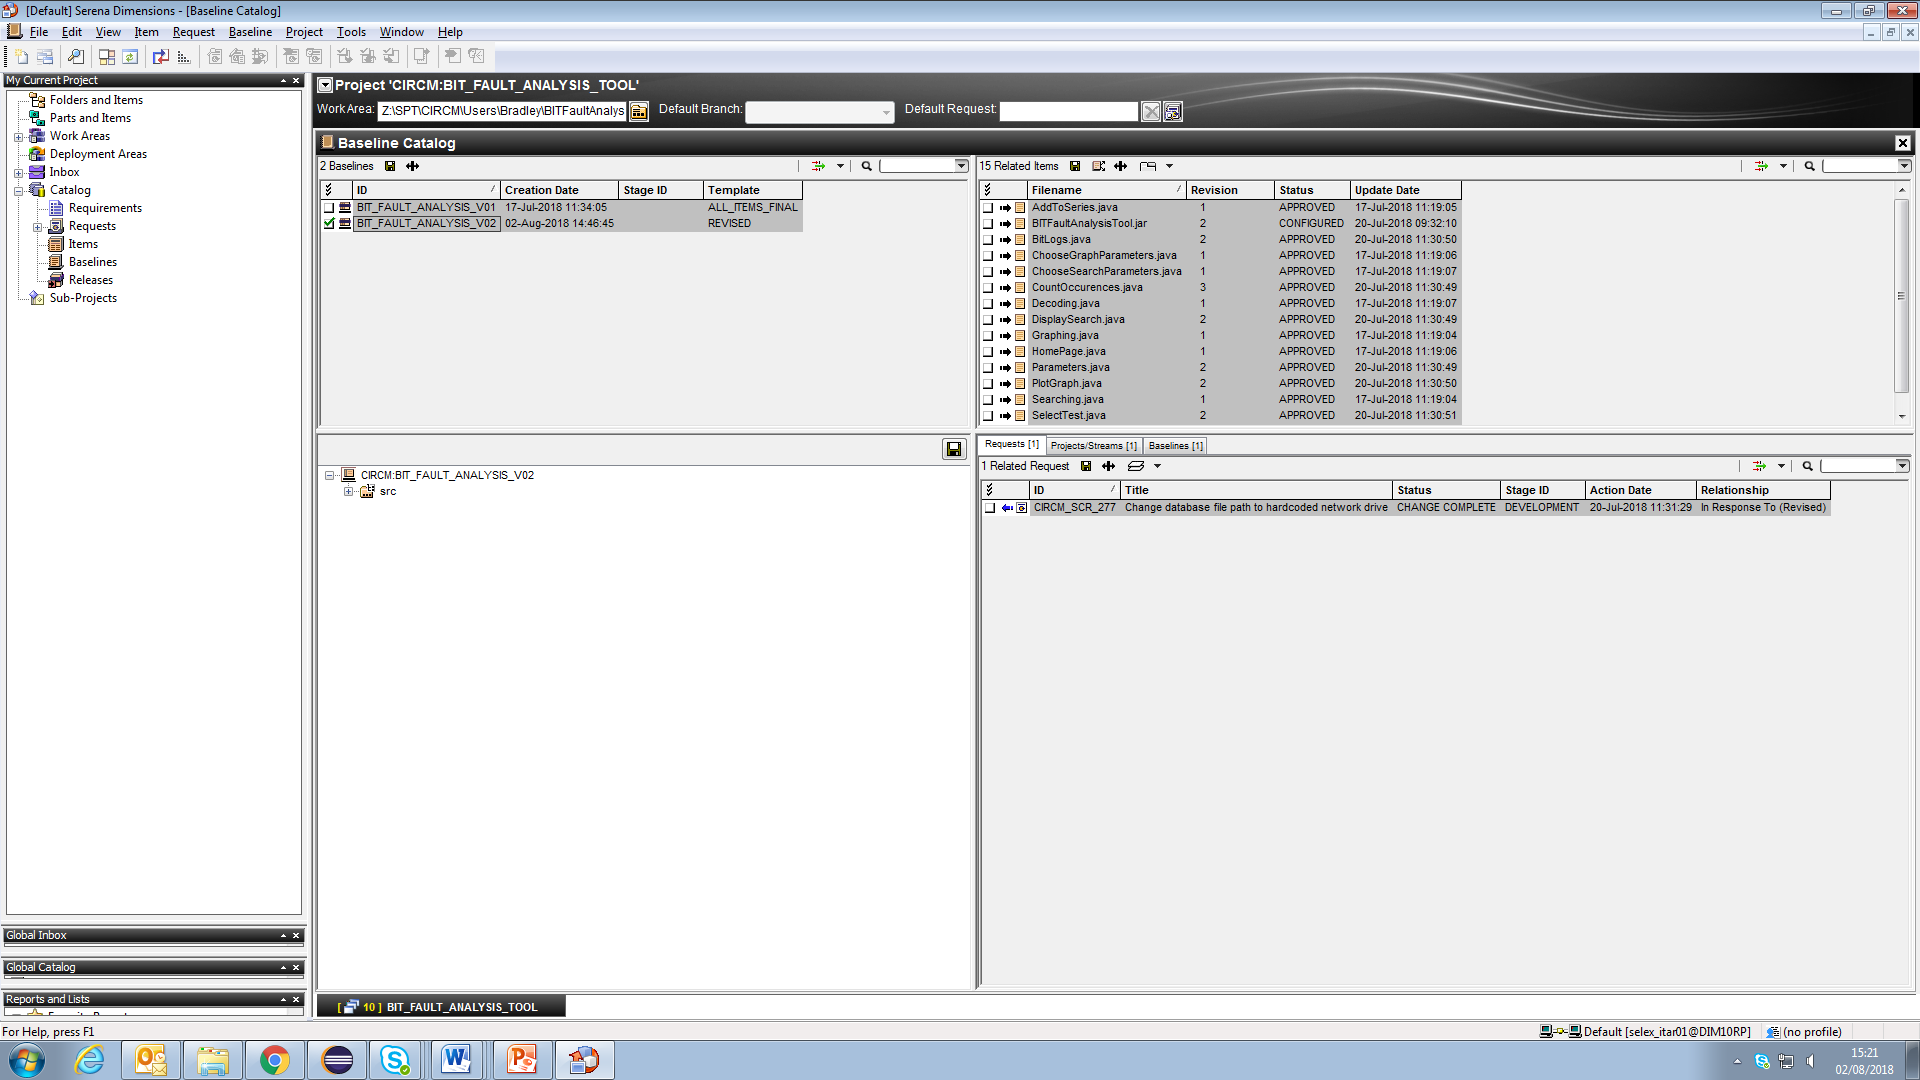 [Default] Serena Dimensions - [Baseline Catalog]
File Edit View Item Request Baseline Project Tools Window Help
My Current Project
Folders and Items
Parts and Items
Work Areas
Deployment Areas
Inbox
Catalog
Requirements
Requests
Items
Baselines
Releases
Sub-Projects
Global Inbox
Global Catalog
Reports and Lists
Project 'CIRCM:BIT_FAULT_ANALYSIS_TOOL'
Work Area: Z:\SPT\CIRCM\Users\Bradley\BITFaultAnalys Default Branch: Default Request:
Baseline Catalog
2 Baselines
ID Creation Date Stage ID Template
BIT_FAULT_ANALYSIS_V01 17-Jul-2018 11:34:05 ALL_ITEMS_FINAL
BIT_FAULT_ANALYSIS_V02 02-Aug-2018 14:46:45 REVISED
15 Related Items
Filename Revision Status Update Date
AddToSeries.java 1 APPROVED 17-Jul-2018 11:19:05
BITFaultAnalysisTool.jar 2 CONFIGURED 20-Jul-2018 09:32:10
BitLogs.java 2 APPROVED 20-Jul-2018 11:30:50
ChooseGraphParameters.java 1 APPROVED 17-Jul-2018 11:19:06
ChooseSearchParameters.java 1 APPROVED 17-Jul-2018 11:19:07
CountOccurences.java 3 APPROVED 20-Jul-2018 11:30:49
Decoding.java 1 APPROVED 17-Jul-2018 11:19:07
DisplaySearch.java 2 APPROVED 20-Jul-2018 11:30:49
Graphing.java 1 APPROVED 17-Jul-2018 11:19:04
HomePage.java 1 APPROVED 17-Jul-2018 11:19:06
Parameters.java 2 APPROVED 20-Jul-2018 11:30:49
PlotGraph.java 2 APPROVED 20-Jul-2018 11:30:50
Searching.java 1 APPROVED 17-Jul-2018 11:19:04
SelectTest.java 2 APPROVED 20-Jul-2018 11:30:51
CIRCM:BIT_FAULT_ANALYSIS_V02
src
Requests [1] Projects/Streams [1] Baselines [1]
1 Related Request
ID Title Status Stage ID Action Date Relationship
CIRCM_SCR_277 Change database file path to hardcoded network drive CHANGE COMPLETE DEVELOPMENT 20-Jul-2018 11:31:29 In Response To (Revised)
[ 10 ] BIT_FAULT_ANALYSIS_TOOL
For Help, press F1
Default [selex_itar01@DIM10RP] (no profile)
15:21
02/08/2018